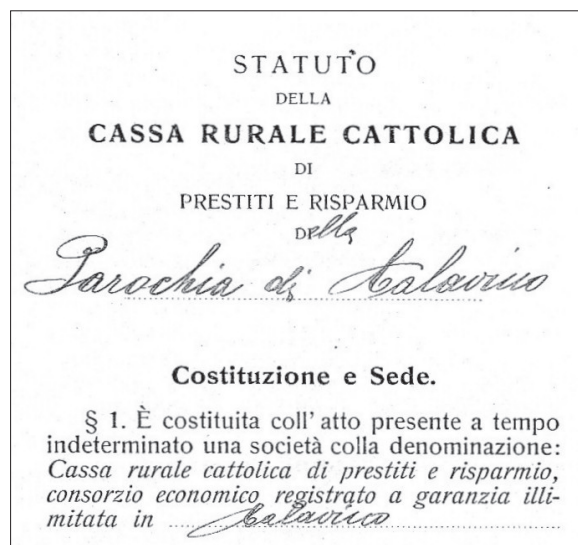 STATUTO
DELLA
CASSA RURALE CATTOLICA
DI
PRESTITI E RISPARMIO
DElla
Parochia di Calavino
Costituzione e Sede.
§ 1. È costituita coll' atto presente a tempo
indeterminato una società colla denominazione:
Cassa rurale cattolica di prestiti e risparmio,
consorzio economico registrato a garanzia illi-
mitata in Calavino